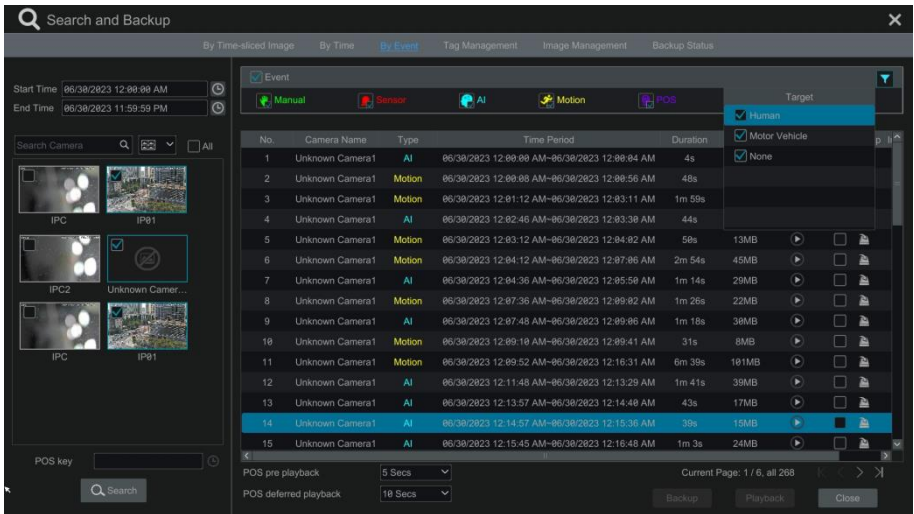 Search and Backup
By Time-sliced Image By Time By Event Tag Management Image Management Backup Status
Start Time 06/30/2023 12:00:00 AM
End Time 06/30/2023 11:59:59 PM
Search Camera All
IPC IP01
IPC2 Unknown Camer...
IPC IP01
POS key
Search
Event
Manual Sensor AI Motion POS
Target
Human
Motor Vehicle
None
No. Camera Name Type Time Period Duration
1 Unknown Camera1 AI 06/30/2023 12:00:00 AM~06/30/2023 12:00:04 AM 4s
2 Unknown Camera1 Motion 06/30/2023 12:00:08 AM~06/30/2023 12:00:56 AM 48s
3 Unknown Camera1 Motion 06/30/2023 12:01:12 AM~06/30/2023 12:03:11 AM 1m 59s
4 Unknown Camera1 AI 06/30/2023 12:02:46 AM~06/30/2023 12:03:30 AM 44s
5 Unknown Camera1 Motion 06/30/2023 12:03:12 AM~06/30/2023 12:04:02 AM 50s 13MB
6 Unknown Camera1 Motion 06/30/2023 12:04:12 AM~06/30/2023 12:07:06 AM 2m 54s 45MB
7 Unknown Camera1 AI 06/30/2023 12:04:36 AM~06/30/2023 12:05:50 AM 1m 14s 29MB
8 Unknown Camera1 Motion 06/30/2023 12:07:36 AM~06/30/2023 12:09:02 AM 1m 26s 22MB
9 Unknown Camera1 AI 06/30/2023 12:07:48 AM~06/30/2023 12:09:06 AM 1m 18s 30MB
10 Unknown Camera1 Motion 06/30/2023 12:09:10 AM~06/30/2023 12:09:41 AM 31s 8MB
11 Unknown Camera1 Motion 06/30/2023 12:09:52 AM~06/30/2023 12:16:31 AM 6m 39s 101MB
12 Unknown Camera1 AI 06/30/2023 12:11:48 AM~06/30/2023 12:13:29 AM 1m 41s 39MB
13 Unknown Camera1 AI 06/30/2023 12:13:57 AM~06/30/2023 12:14:40 AM 43s 17MB
14 Unknown Camera1 AI 06/30/2023 12:14:57 AM~06/30/2023 12:15:36 AM 39s 15MB
15 Unknown Camera1 AI 06/30/2023 12:15:45 AM~06/30/2023 12:16:48 AM 1m 3s 24MB
POS pre playback 5 Secs Current Page: 1 / 6, all 268
POS deferred playback 10 Secs
Backup Playback Close